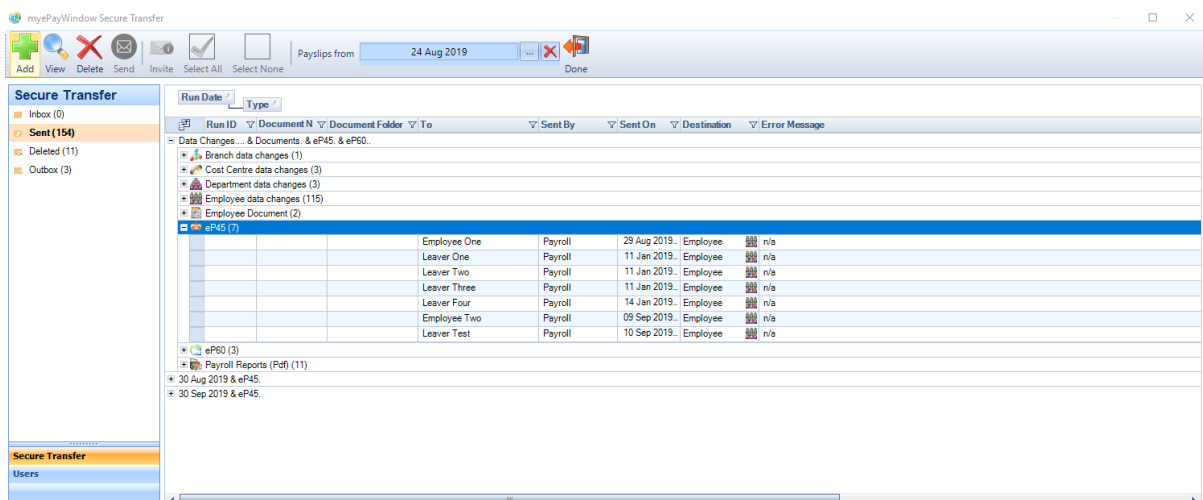 myePayWindow Secure Transfer
Add View Delete Send Invite Select All Select None Payslips from 24 Aug 2019 ... Done
Secure Transfer
Inbox (0)
Sent (154)
Deleted (11)
Outbox (3)
Run Date
Type
Run ID Document N Document Folder To Sent By Sent On Destination Error Message
Data Changes.... & Documents. & eP45. & eP60..
Branch data changes (1)
Cost Centre data changes (3)
Department data changes (3)
Employee data changes (115)
Employee Document (2)
eP45 (7)
Employee One Payroll 29 Aug 2019... Employee n/a
Leaver One Payroll 11 Jan 2019... Employee n/a
Leaver Two Payroll 11 Jan 2019... Employee n/a
Leaver Three Payroll 11 Jan 2019... Employee n/a
Leaver Four Payroll 14 Jan 2019... Employee n/a
Employee Two Payroll 09 Sep 2019... Employee n/a
Leaver Test Payroll 10 Sep 2019... Employee n/a
eP60 (3)
Payroll Reports (Pdf) (11)
30 Aug 2019 & eP45.
30 Sep 2019 & eP45.
Secure Transfer
Users